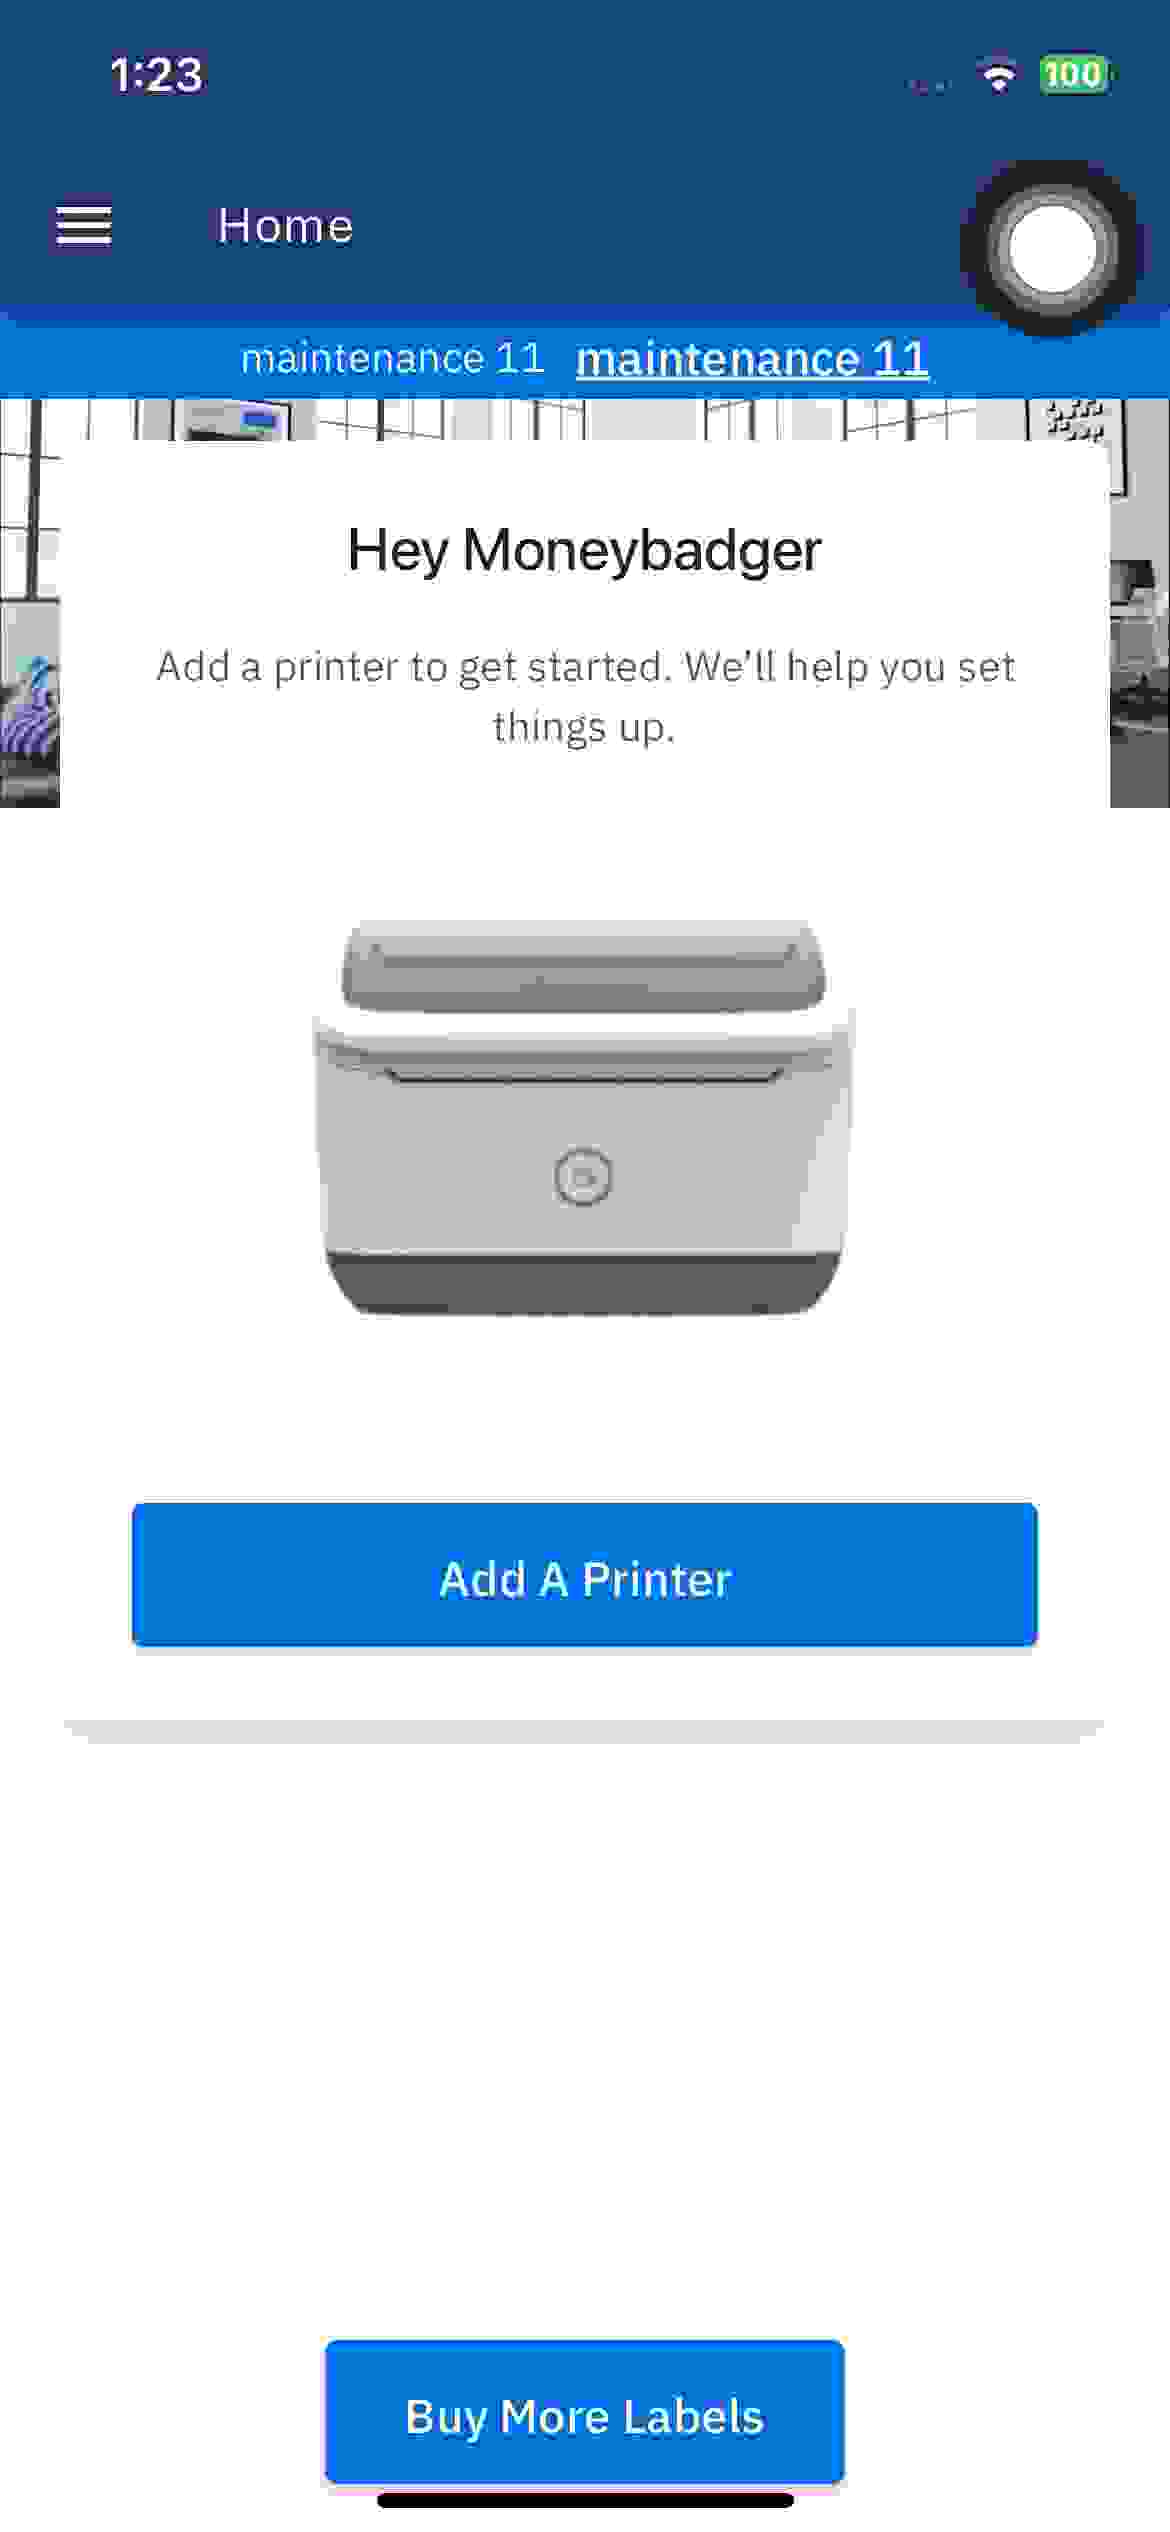 1:23
100
Home
maintenance 11 maintenance 11
Hey Moneybadger
Add a printer to get started. We'll help you set
things up.
Add A Printer
Buy More Labels